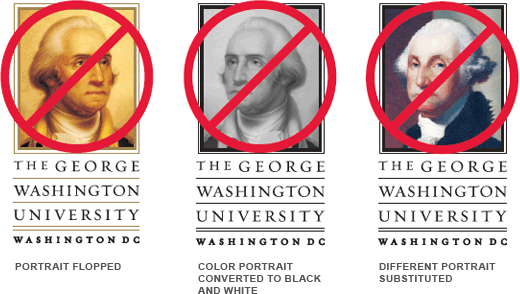 THE GEORGE
WASHINGTON
UNIVERSITY
WASHINGTON DC
PORTRAIT FLOPPED
THE GEORGE
WASHINGTON
UNIVERSITY
WASHINGTON DC
COLOR PORTRAIT
CONVERTED TO BLACK
AND WHITE
THE GEORGE
WASHINGTON
UNIVERSITY
WASHINGTON DC
DIFFERENT PORTRAIT
SUBSTITUTED